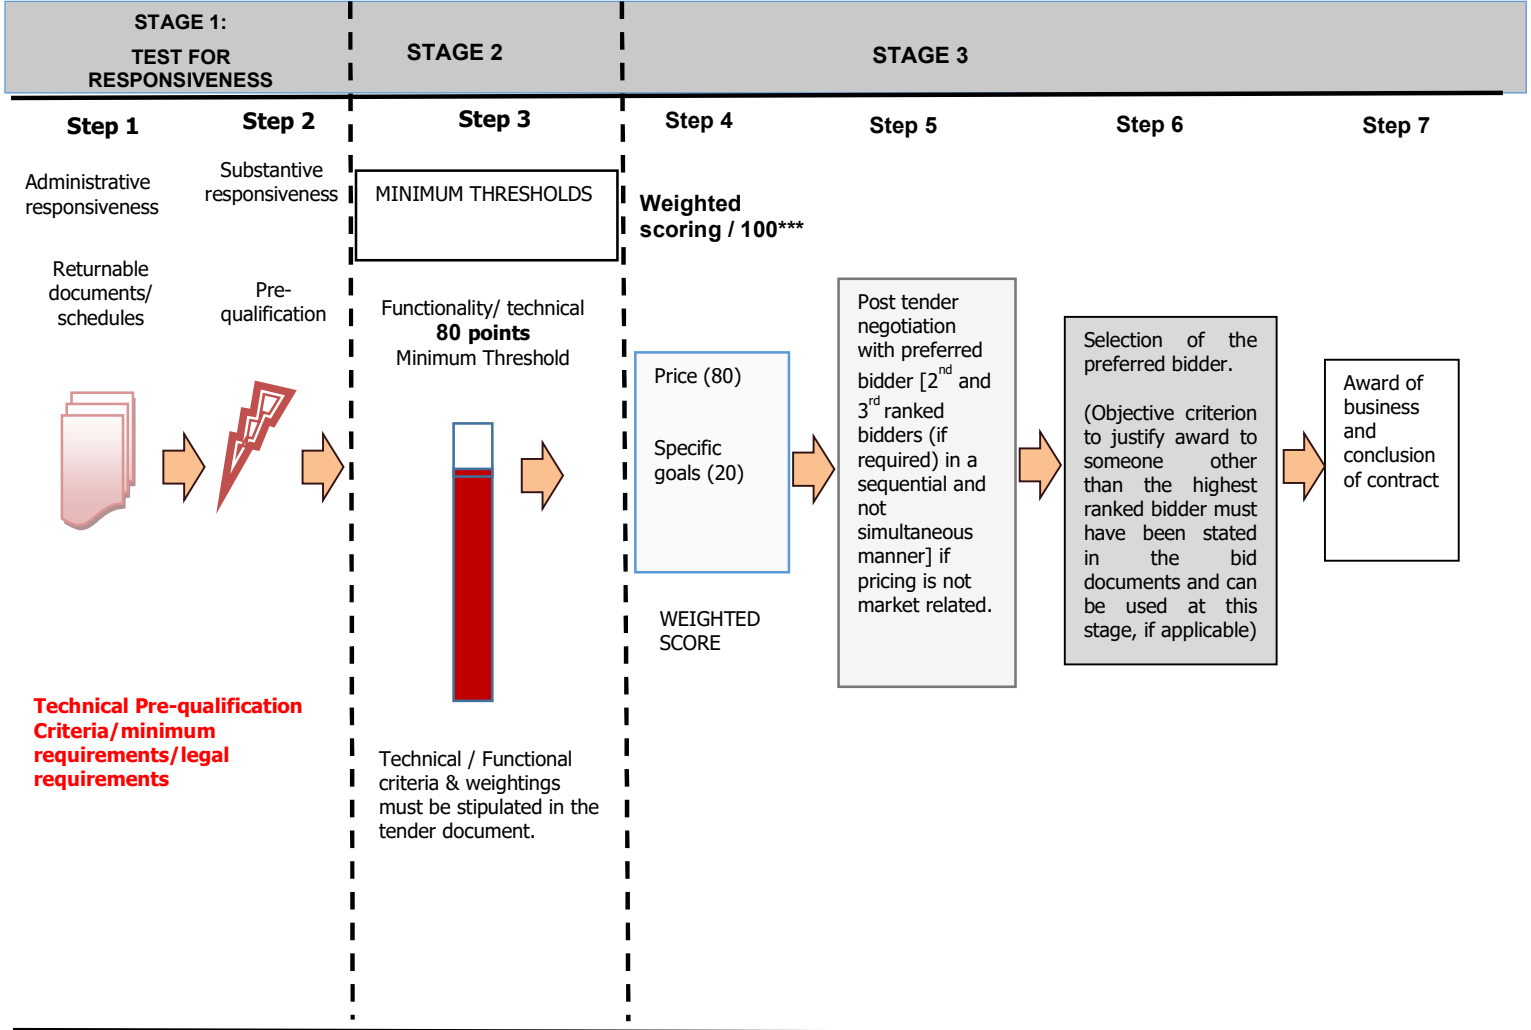 STAGE 1:
TEST FOR
RESPONSIVENESS
STAGE 2
STAGE 3
Step 1
Step 2
Step 3
Step 4
Step 5
Step 6
Step 7
Administrative
responsiveness
Returnable
documents/
schedules
Substantive
responsiveness
Pre-
qualification
Technical Pre-qualification
Criteria/minimum
requirements/legal
requirements
MINIMUM THRESHOLDS
Functionality/ technical
80 points
Minimum Threshold
Technical / Functional
criteria & weightings
must be stipulated in the
tender document.
Weighted
scoring / 100***
Price (80)
Specific
goals (20)
WEIGHTED
SCORE
Post tender
negotiation
with preferred
bidder [2nd and
3rd ranked
bidders (if
required) in a
sequential and
not
simultaneous
manner] if
pricing is not
market related.
Selection of the
preferred bidder.
(Objective criterion
to justify award to
someone other
than the highest
ranked bidder must
have been stated
in the bid
documents and can
be used at this
stage, if applicable)
Award of
business
and
conclusion
of contract